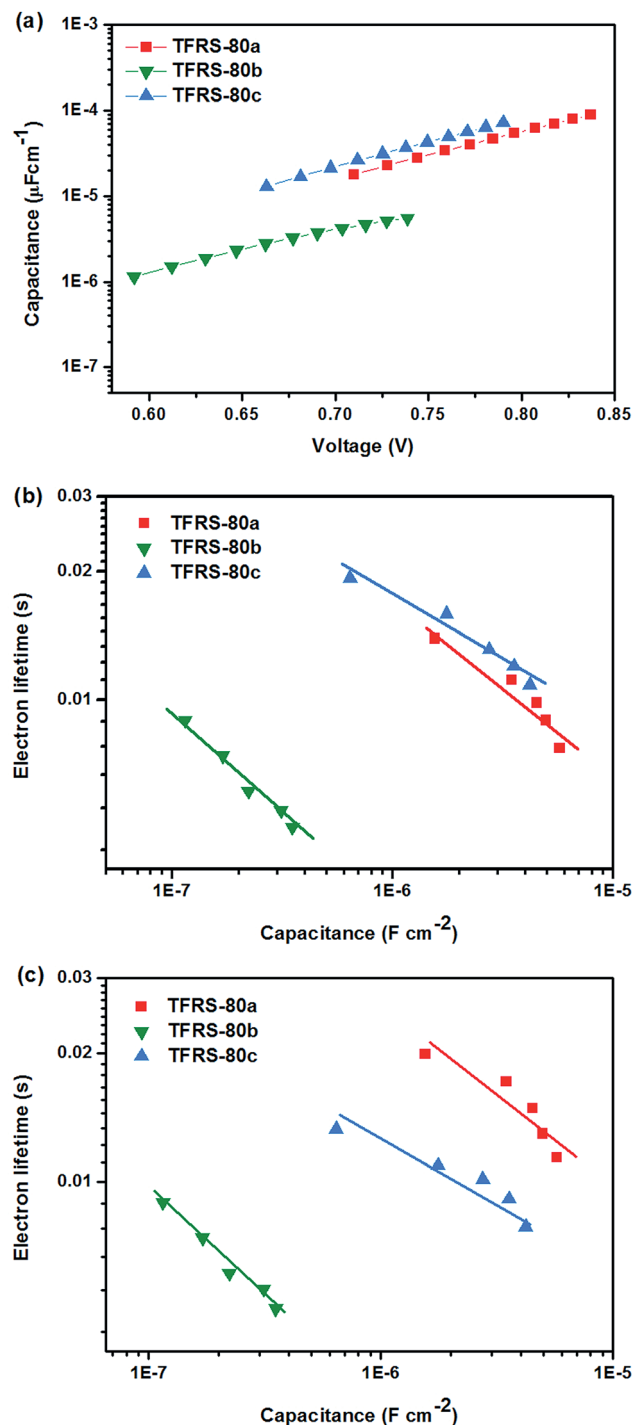 (a)
1E-3
1E-4
1E-5
1E-6
1E-7
Capacitance (μFcm⁻¹)
TFRS-80a
TFRS-80b
TFRS-80c
0.60 0.65 0.70 0.75 0.80 0.85
Voltage (V)
(b)
0.03
0.02
0.01
Electron lifetime (s)
TFRS-80a
TFRS-80b
TFRS-80c
1E-7 1E-6 1E-5
Capacitance (F cm⁻²)
(c)
0.03
0.02
0.01
Electron lifetime (s)
TFRS-80a
TFRS-80b
TFRS-80c
1E-7 1E-6 1E-5
Capacitance (F cm⁻²)